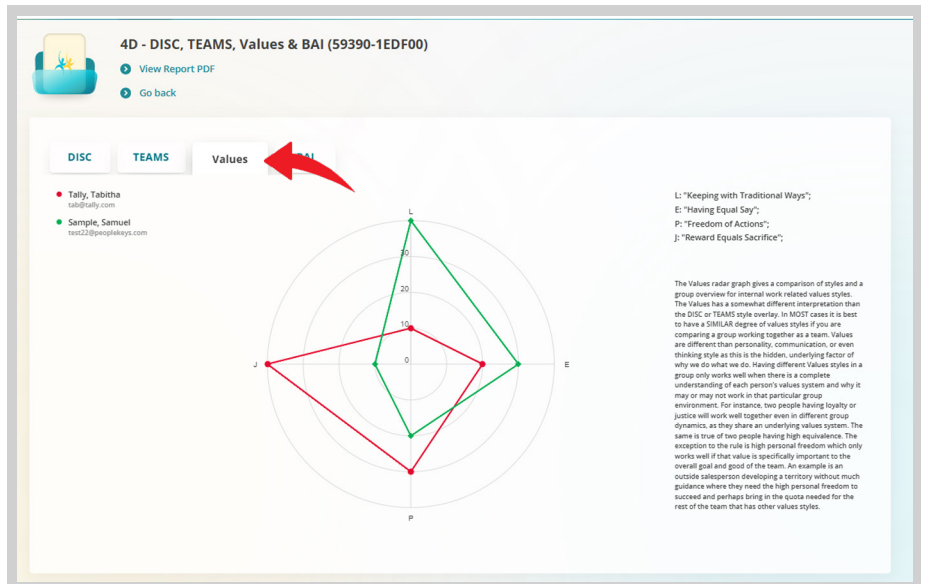 4D - DISC, TEAMS, Values & BAI (59390-1EDF00)
View Report PDF
Go back
DISC
TEAMS
Values
Tally, Tabitha
tab@tally.com
Sample, Samuel
test22@peoplekeys.com
L
30
20
10
0
J
E
P
L: "Keeping with Traditional Ways";
E: "Having Equal Say";
P: "Freedom of Actions";
J: "Reward Equals Sacrifice";
The Values radar graph gives a comparison of styles and a
group overview for internal work related values styles.
The Values has a somewhat different interpretation than
the DISC or TEAMS style overlay. In MOST cases it is best
to have a SIMILAR degree of values styles if you are
comparing a group working together as a team. Values
are different than personality, communication, or even
thinking style as this is the hidden, underlying factor of
why we do what we do. Having different Values styles in a
group only works well when there is a complete
understanding of each person's values system and why it
may or may not work in that particular group
environment. For instance, two people having loyalty or
justice will work well together even in different group
dynamics, as they share an underlying values system. The
same is true of two people having high equivalence. The
exception to the rule is high personal freedom which only
works well if that value is specifically important to the
overall goal and good of the team. An example is an
outside salesperson developing a territory without much
guidance where they need the high personal freedom to
succeed and perhaps bring in the quota needed for the
rest of the team that has other values styles.